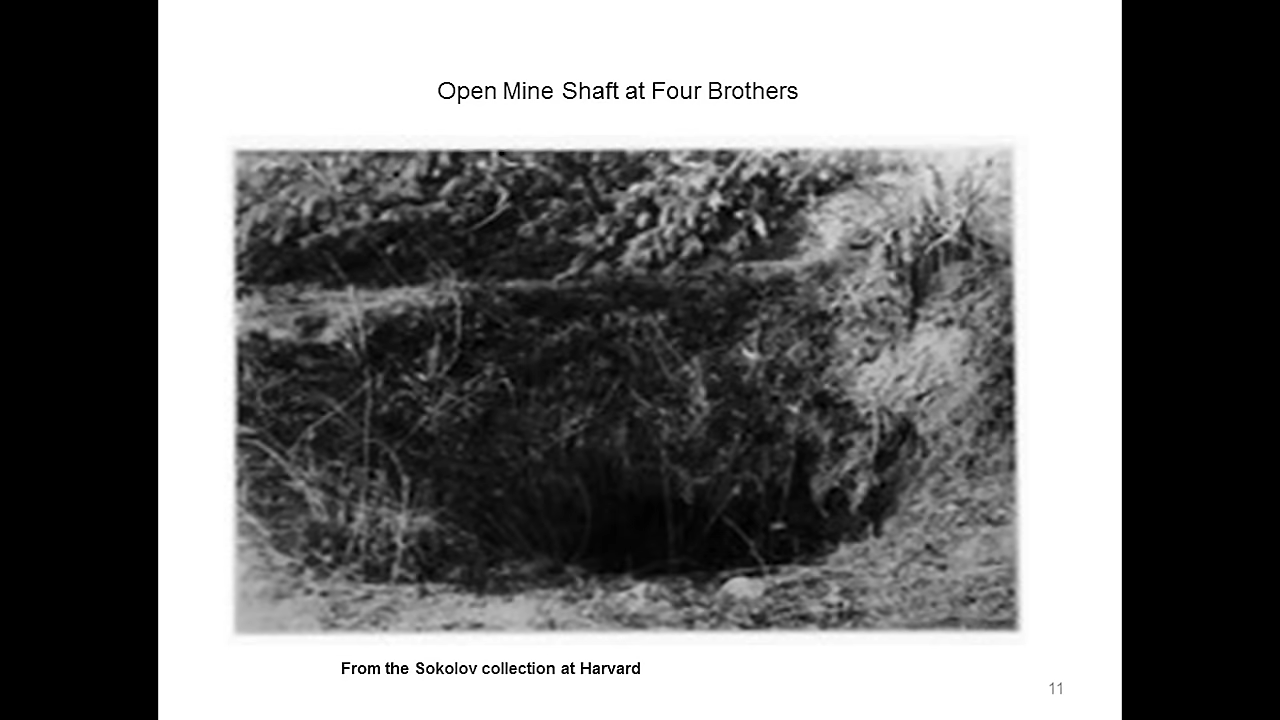 Open Mine Shaft at Four Brothers
From the Sokolov collection at Harvard
11